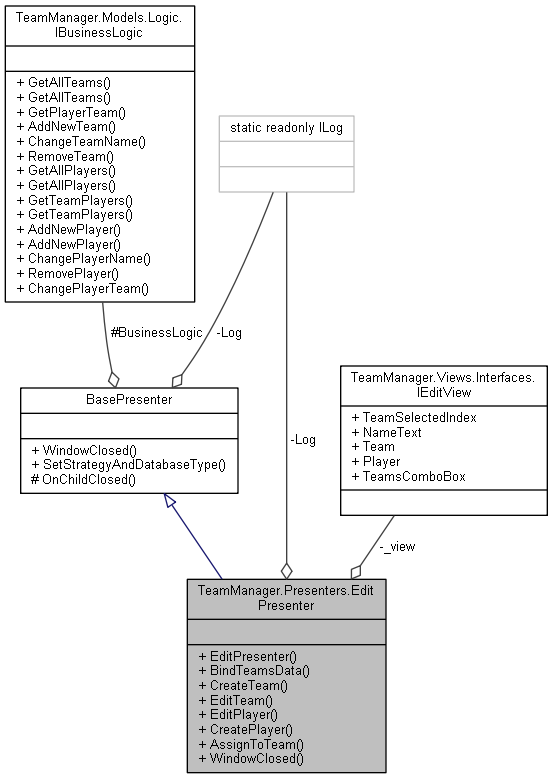 TeamManager.Models.Logic.
IBusinessLogic
+ GetAllTeams()
+ GetAllTeams()
+ GetPlayerTeam()
+ AddNewTeam()
+ ChangeTeamName()
+ RemoveTeam()
+ GetAllPlayers()
+ GetAllPlayers()
+ GetTeamPlayers()
+ GetTeamPlayers()
+ AddNewPlayer()
+ AddNewPlayer()
+ ChangePlayerName()
+ RemovePlayer()
+ ChangePlayerTeam()
static readonly ILog
#BusinessLogic
-Log
BasePresenter
+ WindowClosed()
+ SetStrategyAndDatabaseType()
# OnChildClosed()
-Log
TeamManager.Views.Interfaces.
IEditView
+ TeamSelectedIndex
+ NameText
+ Team
+ Player
+ TeamsComboBox
-_view
TeamManager.Presenters.Edit
Presenter
+ EditPresenter()
+ BindTeamsData()
+ CreateTeam()
+ EditTeam()
+ EditPlayer()
+ CreatePlayer()
+ AssignToTeam()
+ WindowClosed()